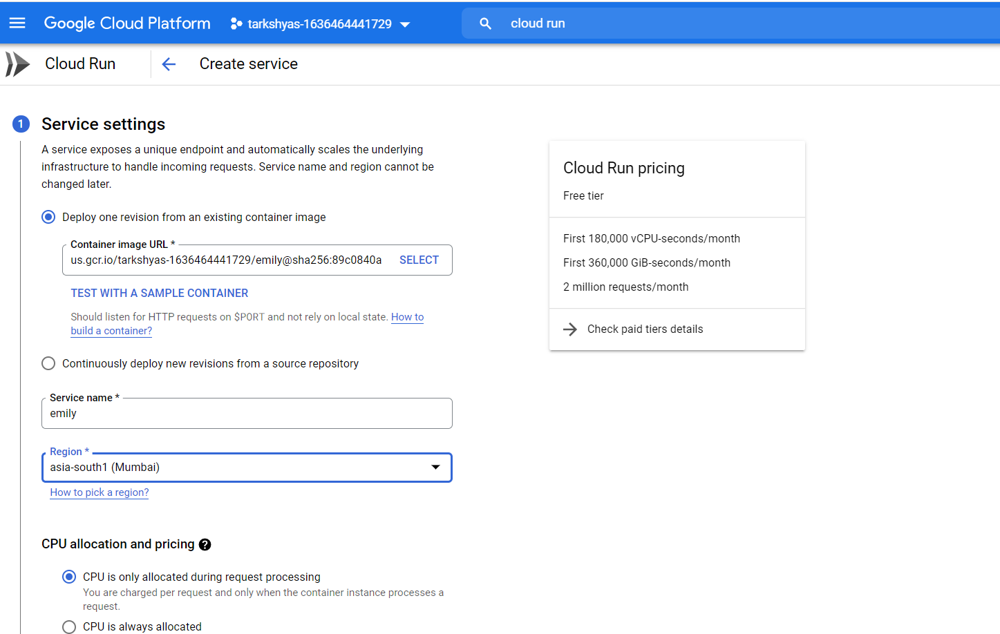 Google Cloud Platform
tarkshyas-1636464441729
cloud run
Cloud Run
Create service
1
Service settings
A service exposes a unique endpoint and automatically scales the underlying
infrastructure to handle incoming requests. Service name and region cannot be
changed later.
Deploy one revision from an existing container image
Container image URL *
us.gcr.io/tarkshyas-1636464441729/emily@sha256:89c0840a
SELECT
TEST WITH A SAMPLE CONTAINER
Should listen for HTTP requests on $PORT and not rely on local state. How to
build a container?
Continuously deploy new revisions from a source repository
Service name *
emily
Region *
asia-south1 (Mumbai)
How to pick a region?
CPU allocation and pricing ?
CPU is only allocated during request processing
You are charged per request and only when the container instance processes a
request.
CPU is always allocated
Cloud Run pricing
Free tier
First 180,000 vCPU-seconds/month
First 360,000 GiB-seconds/month
2 million requests/month
Check paid tiers details